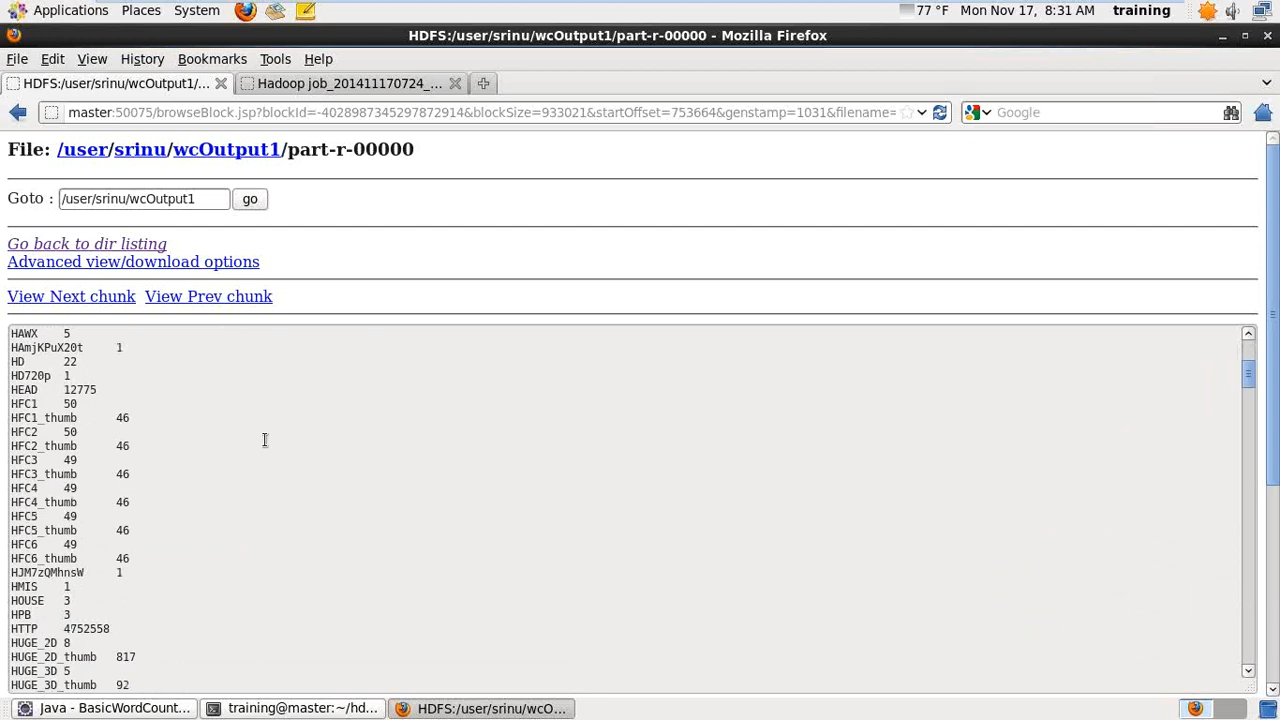 Applications Places System 77 °F Mon Nov 17, 8:31 AM training
HDFS:/user/srinu/wcOutput1/part-r-00000 - Mozilla Firefox
File Edit View History Bookmarks Tools Help
HDFS:/user/srinu/wcOutput1/... Hadoop job_201411170724_...
master:50075/browseBlock.jsp?blockId=-4028987345297872914&blockSize=933021&startOffset=753664&genstamp=1031&filename= Google
File: /user/srinu/wcOutput1/part-r-00000
Goto : /user/srinu/wcOutput1 go
Go back to dir listing
Advanced view/download options
View Next chunk View Prev chunk
HAWX 5
HAmjKPuX20t 1
HD 22
HD720p 1
HEAD 12775
HFC1 50
HFC1_thumb 46
HFC2 50
HFC2_thumb 46
HFC3 49
HFC3_thumb 46
HFC4 49
HFC4_thumb 46
HFC5 49
HFC5_thumb 46
HFC6 49
HFC6_thumb 46
HJM7zQMhnsW 1
HMIS 1
HOUSE 3
HPB 3
HTTP 4752558
HUGE_2D 8
HUGE_2D_thumb 817
HUGE_3D 5
HUGE_3D_thumb 92
Java - BasicWordCount... training@master:~/hd... HDFS:/user/srinu/wcO...